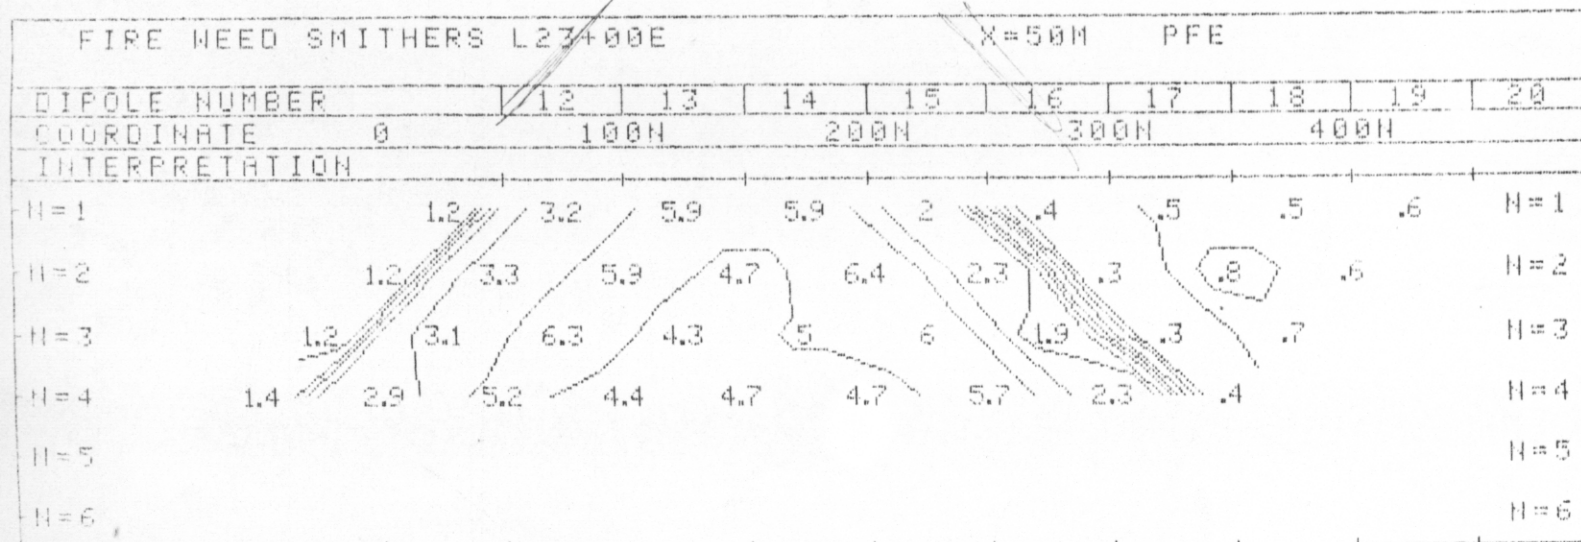 FIRE WEED SMITHERS L23+00E X=50M PFE
DIPOLE NUMBER 12 13 14 15 16 17 18 19 20
COORDINATE 0 100N 200N 300N 400N
INTERPRETATION
N=1 1.2 3.2 5.9 5.9 2 .4 .5 .5 .6 N=1
N=2 1.2 3.3 5.9 4.7 6.4 2.3 .3 .8 .6 N=2
N=3 1.2 3.1 6.3 4.3 5 6 1.9 .3 .7 N=3
N=4 1.4 2.9 5.2 4.4 4.7 4.7 5.7 2.3 .4 N=4
N=5 N=5
N=6 N=6